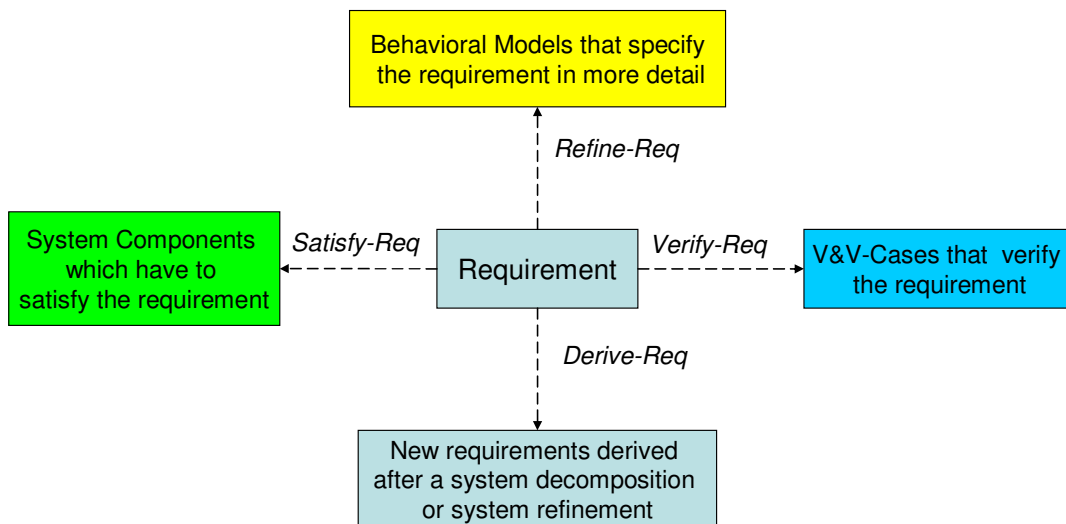 Behavioral Models that specify
the requirement in more detail
Refine-Req
System Components
which have to
satisfy the requirement
Satisfy-Req
Requirement
Verify-Req
V&V-Cases that verify
the requirement
Derive-Req
New requirements derived
after a system decomposition
or system refinement